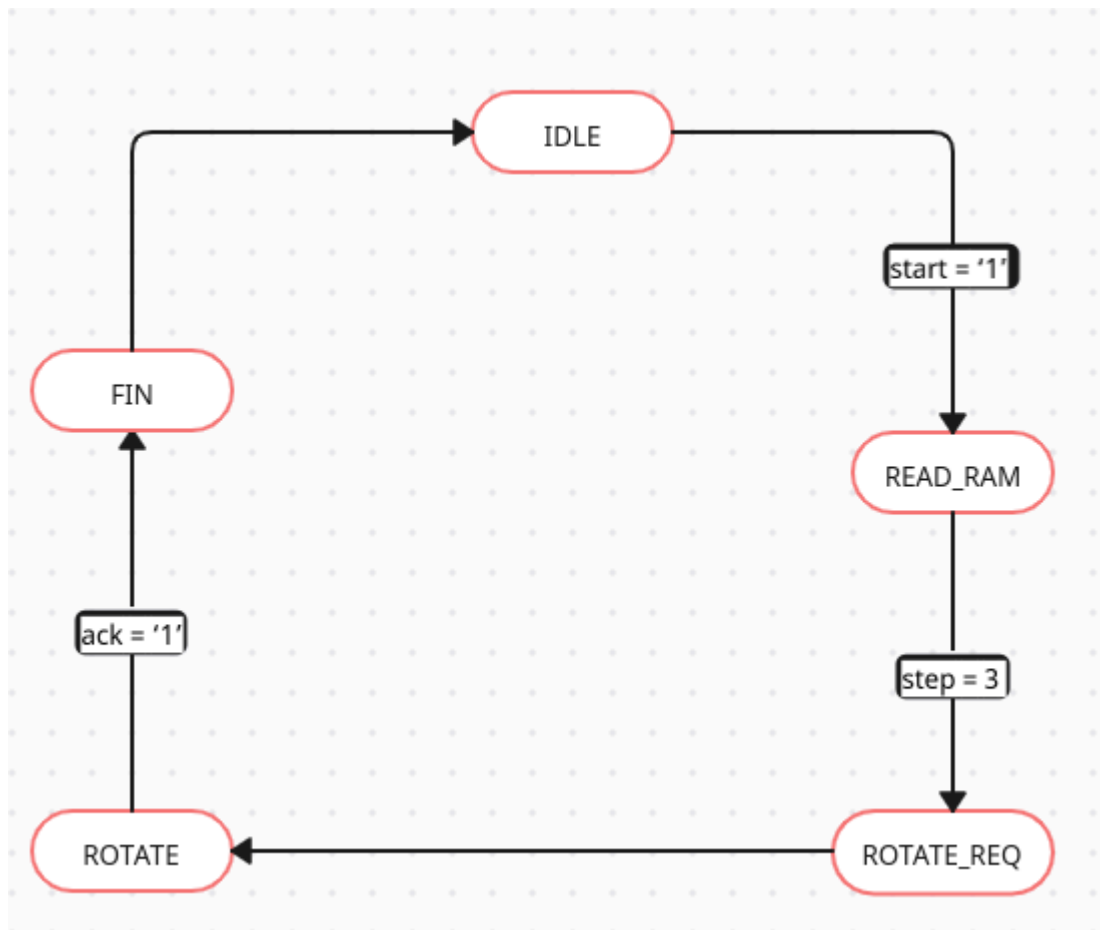 IDLE
start = ‘1’
FIN
READ_RAM
ack = ‘1’
step = 3
ROTATE
ROTATE_REQ